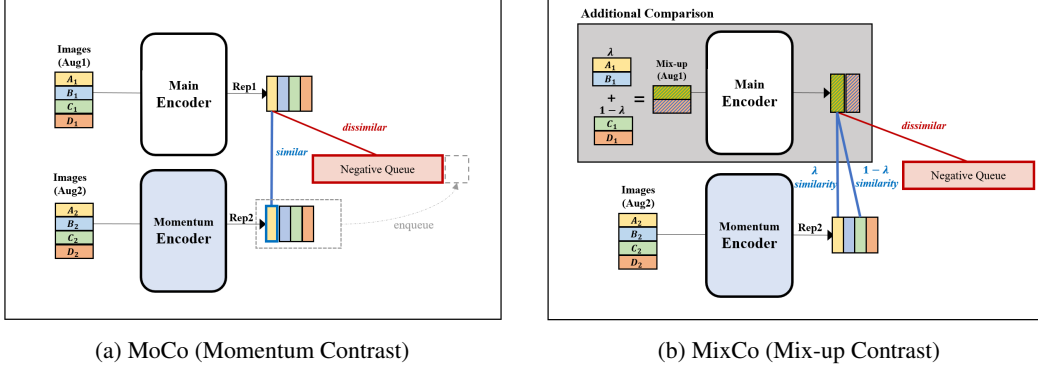 Images
(Aug1)
A₁
B₁
C₁
D₁
Main
Encoder
Rep1
similar
dissimilar
Negative Queue
Images
(Aug2)
A₂
B₂
C₂
D₂
Momentum
Encoder
Rep2
enqueue
(a) MoCo (Momentum Contrast)
Additional Comparison
λ
A₁
B₁
+
1 − λ
C₁
D₁
=
Mix-up
(Aug1)
Main
Encoder
dissimilar
Negative Queue
λ
similarity
1 − λ
similarity
Images
(Aug2)
A₂
B₂
C₂
D₂
Momentum
Encoder
Rep2
(b) MixCo (Mix-up Contrast)